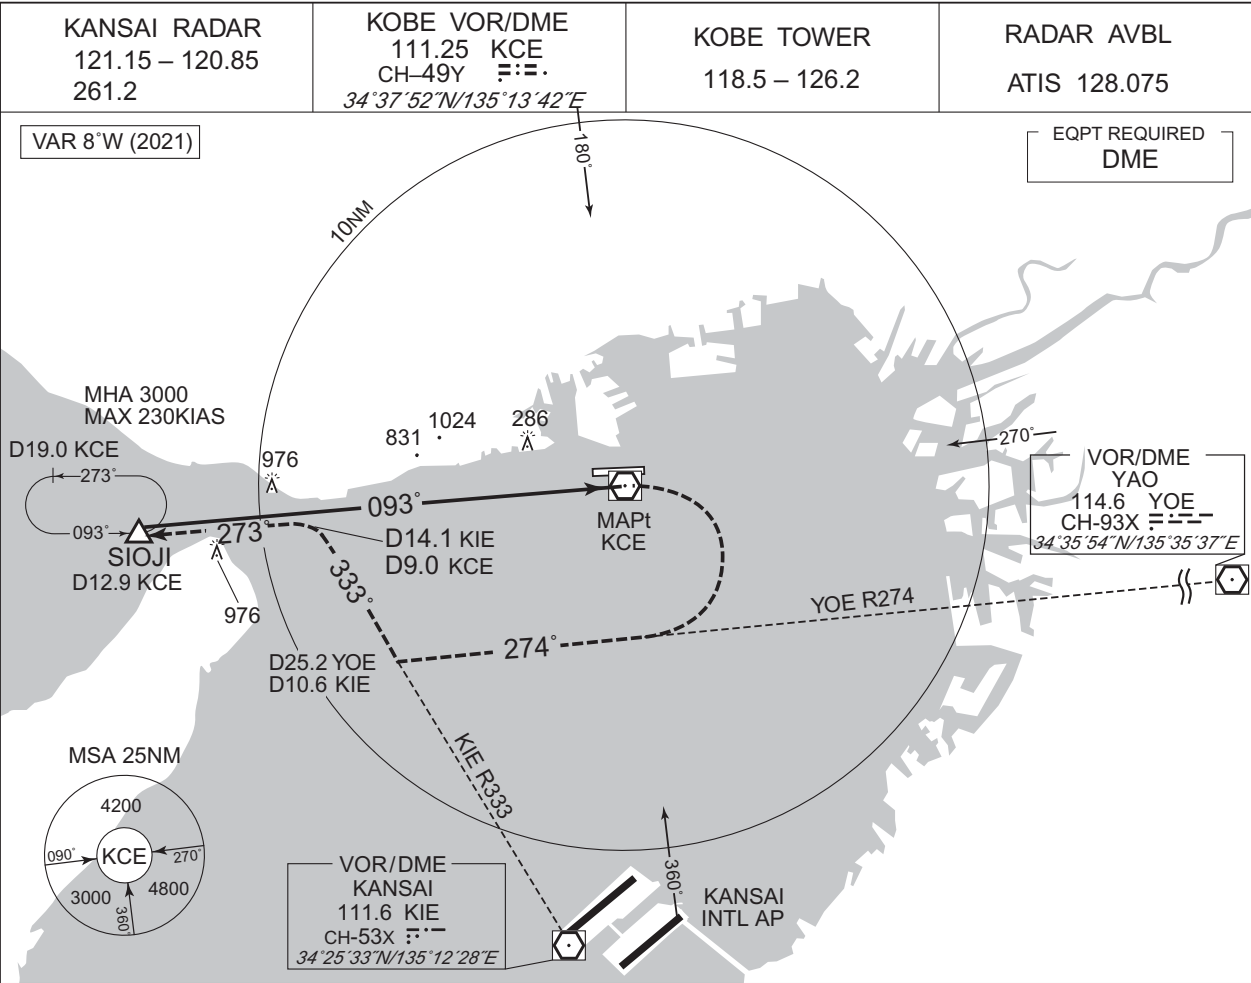 KANSAI RADAR
121.15 – 120.85
261.2
KOBE VOR/DME
111.25 KCE
CH–49Y
34°37´52˝N/135°13´42˝E
KOBE TOWER
118.5 – 126.2
RADAR AVBL
ATIS 128.075
VAR 8°W (2021)
EQPT REQUIRED
DME
180°
10NM
MHA 3000
MAX 230KIAS
D19.0 KCE
273°
093°
SIOJI
D12.9 KCE
976
831
1024
286
270°
VOR/DME
YAO
114.6 YOE
CH-93X
34°35´54˝N/135°35´37˝E
093°
273°
MAPt
KCE
D14.1 KIE
D9.0 KCE
333°
976
YOE R274
274°
D25.2 YOE
D10.6 KIE
KIE R333
MSA 25NM
4200
090°
KCE
270°
3000
4800
360°
VOR/DME
KANSAI
111.6 KIE
CH-53X
34°25´33˝N/135°12´28˝E
360°
KANSAI
INTL AP